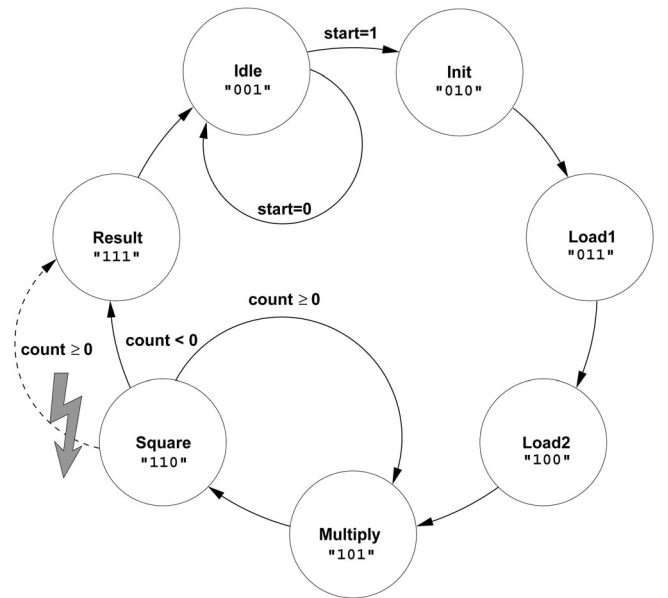 start=1
Idle
"001"
Init
"010"
start=0
Result
"111"
Load1
"011"
count ≥ 0
count < 0
count ≥ 0
Square
"110"
Load2
"100"
Multiply
"101"